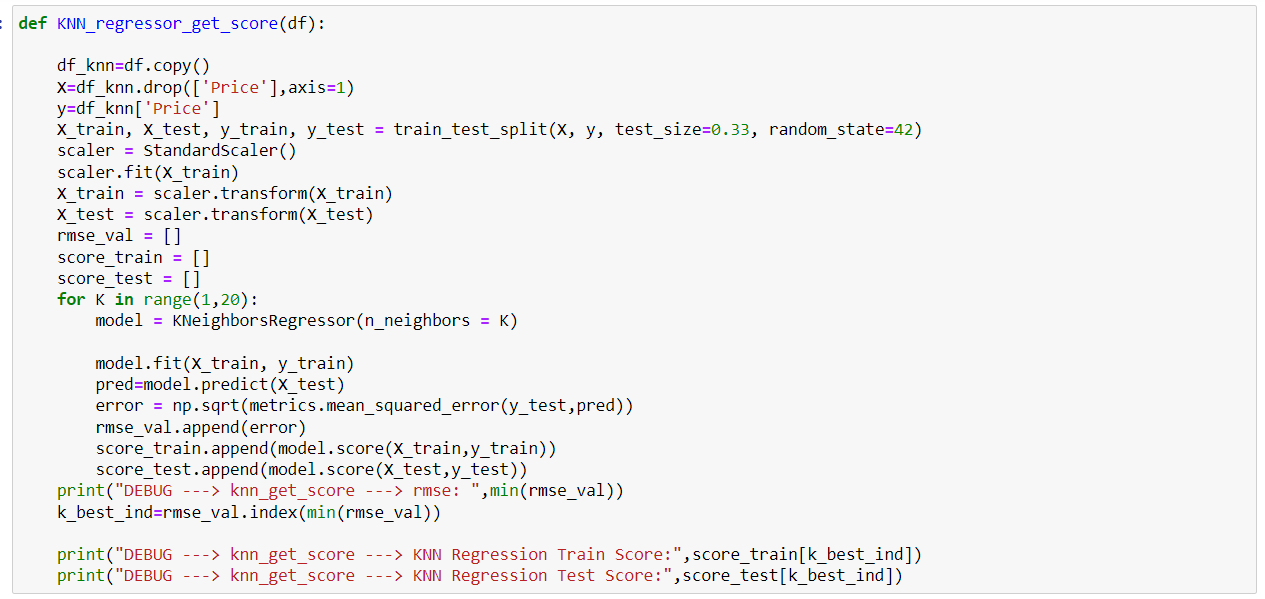 : def KNN_regressor_get_score(df):
df_knn=df.copy()
X=df_knn.drop(['Price'],axis=1)
y=df_knn['Price']
X_train, X_test, y_train, y_test = train_test_split(X, y, test_size=0.33, random_state=42)
scaler = StandardScaler()
scaler.fit(X_train)
X_train = scaler.transform(X_train)
X_test = scaler.transform(X_test)
rmse_val = []
score_train = []
score_test = []
for K in range(1,20):
model = KNeighborsRegressor(n_neighbors = K)
model.fit(X_train, y_train)
pred=model.predict(X_test)
error = np.sqrt(metrics.mean_squared_error(y_test,pred))
rmse_val.append(error)
score_train.append(model.score(X_train,y_train))
score_test.append(model.score(X_test,y_test))
print("DEBUG ---> knn_get_score ---> rmse: ",min(rmse_val))
k_best_ind=rmse_val.index(min(rmse_val))
print("DEBUG ---> knn_get_score ---> KNN Regression Train Score:",score_train[k_best_ind])
print("DEBUG ---> knn_get_score ---> KNN Regression Test Score:",score_test[k_best_ind])